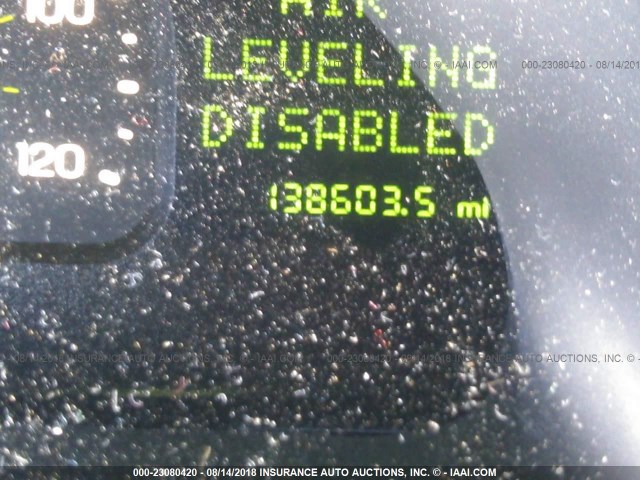 100
120
AIR
LEVELING
DISABLED
138603.5 mi
000-23080420 - 08/14/2018 INSURANCE AUTO AUCTIONS, INC. © - IAAI.COM